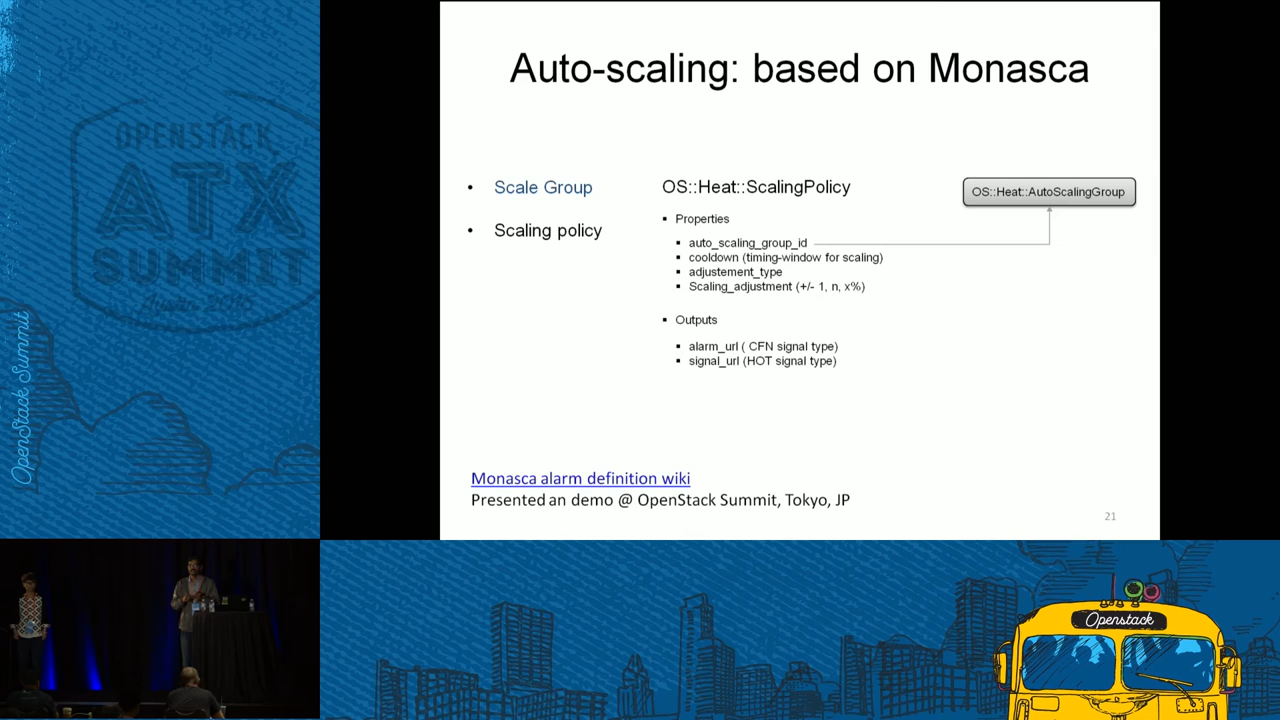 OPENSTACK
ATX
SUMMIT
OpenStack Summit
Auto-scaling: based on Monasca
• Scale Group
• Scaling policy
OS::Heat::ScalingPolicy
▪ Properties
▪ auto_scaling_group_id
▪ cooldown (timing-window for scaling)
▪ adjustement_type
▪ Scaling_adjustment (+/- 1, n, x%)
▪ Outputs
▪ alarm_url ( CFN signal type)
▪ signal_url (HOT signal type)
OS::Heat::AutoScalingGroup
Monasca alarm definition wiki
Presented an demo @ OpenStack Summit, Tokyo, JP
21
Openstack